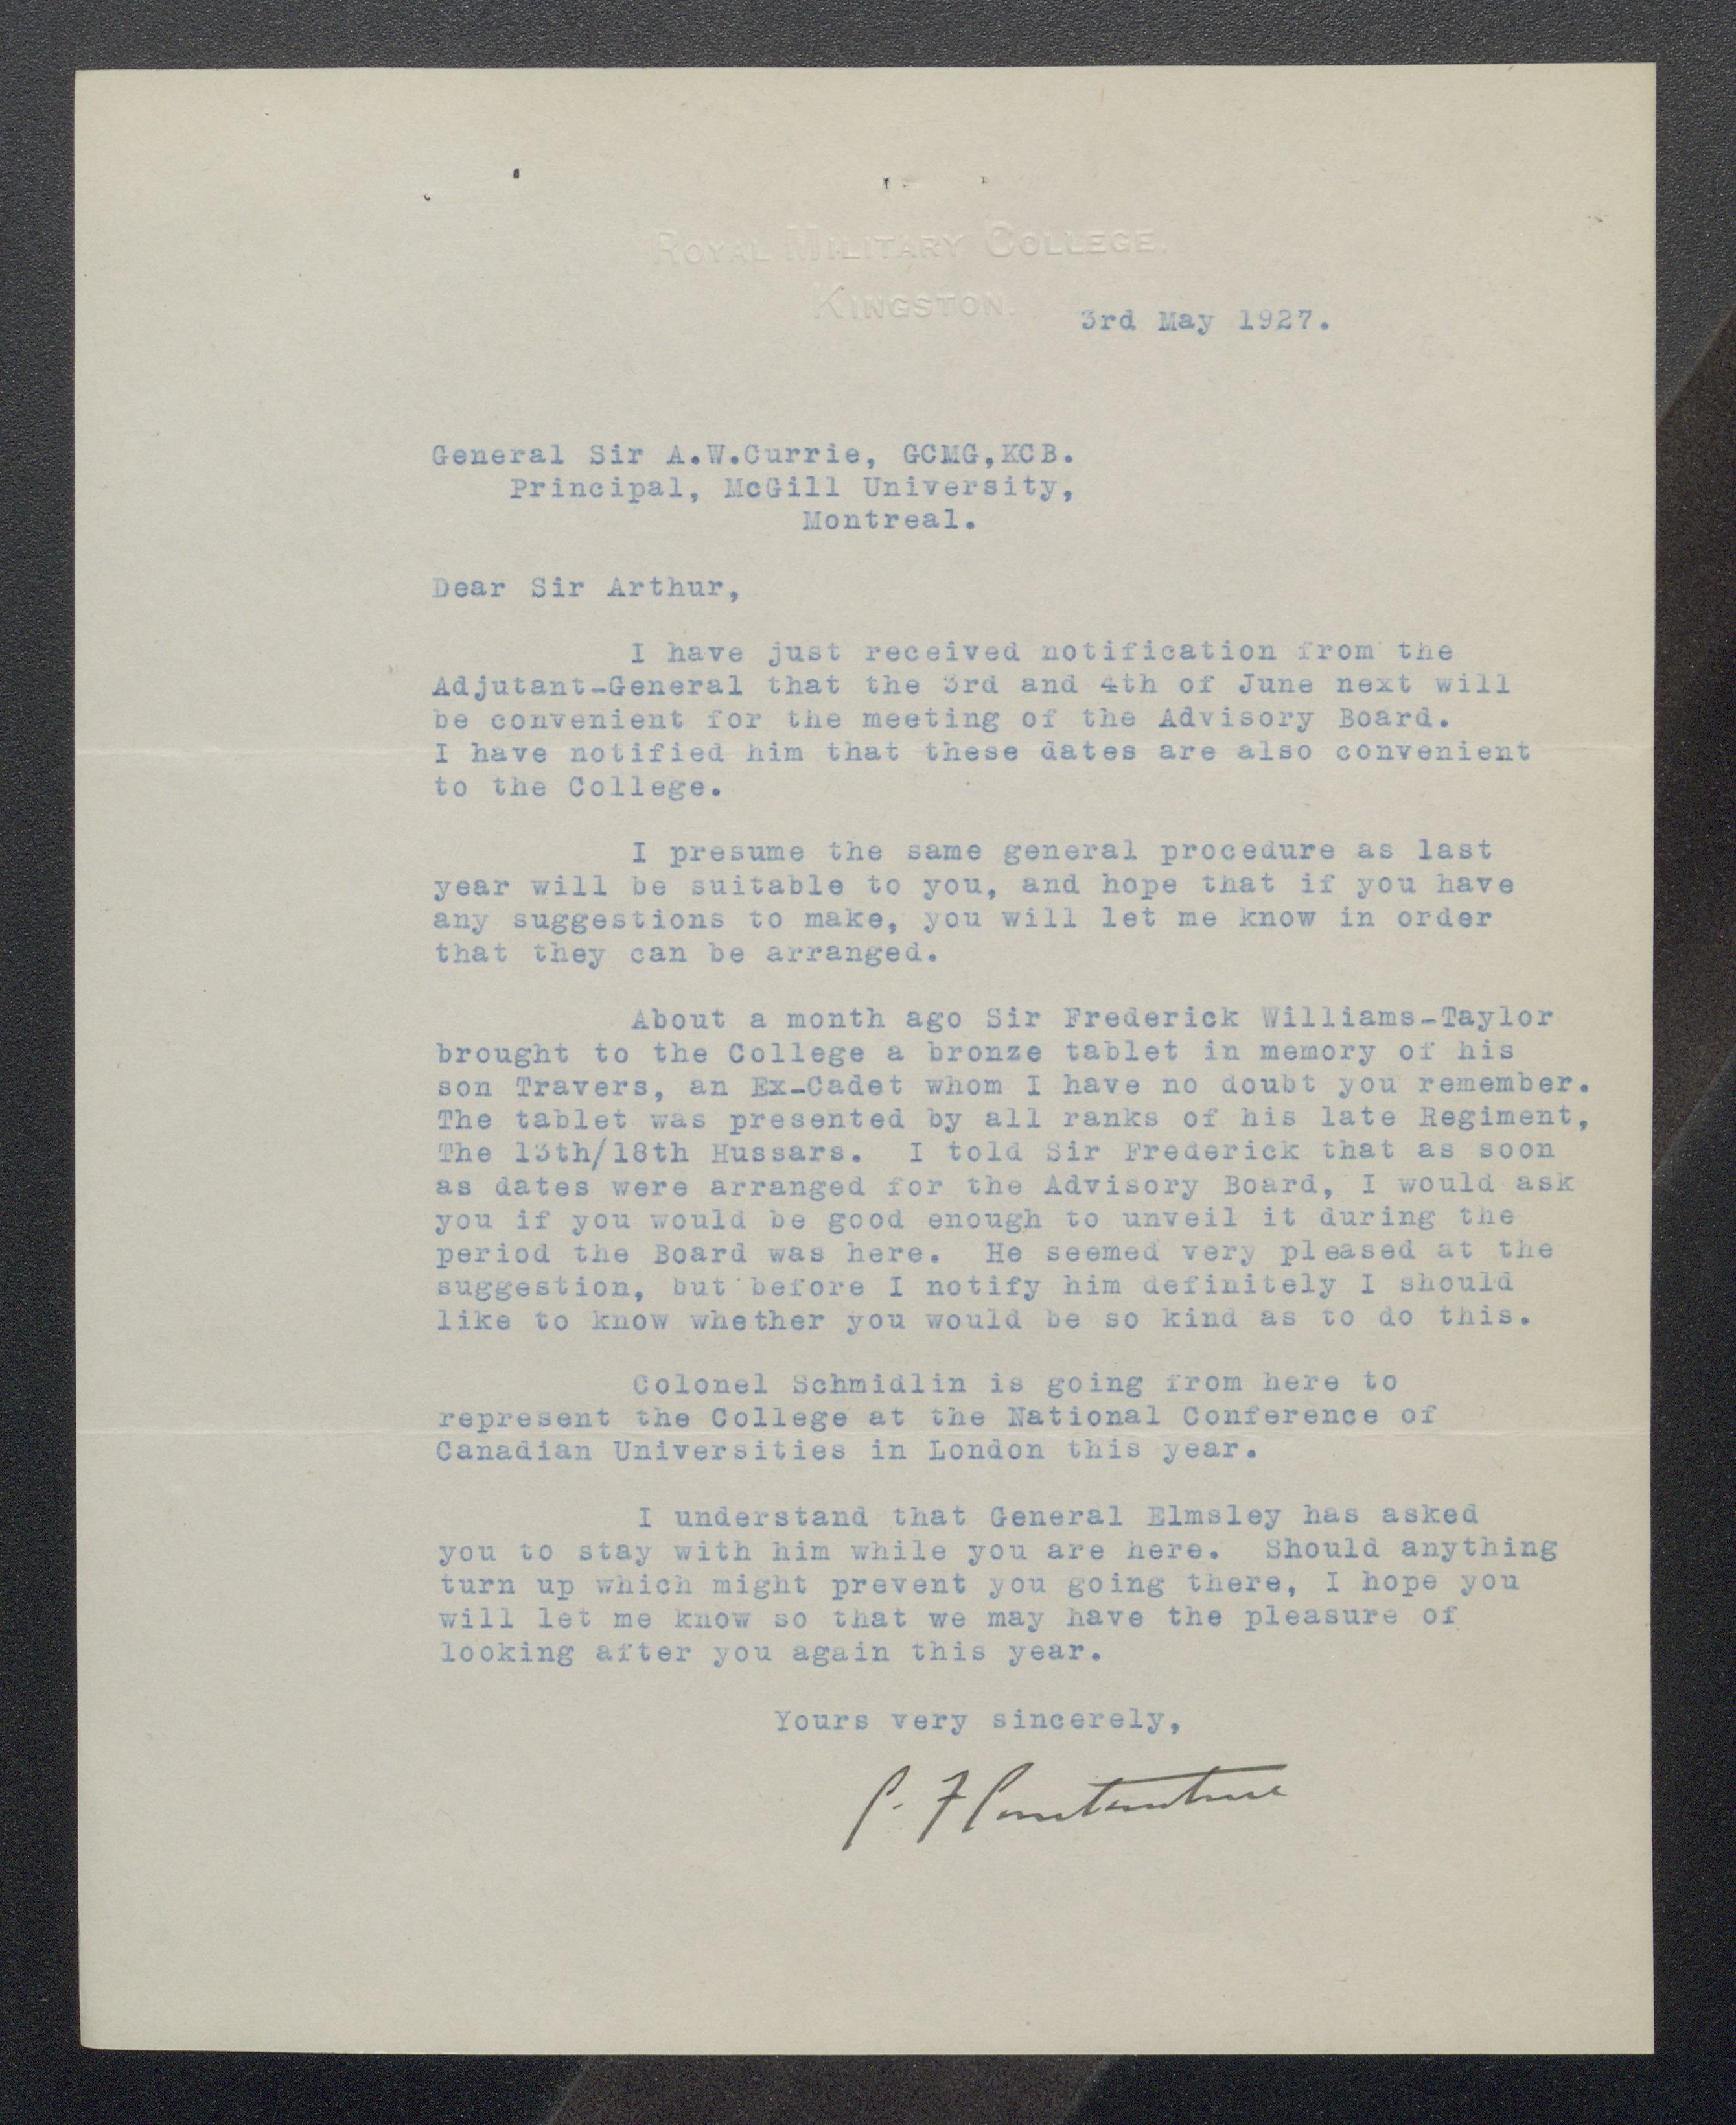 ROYAL MILITARY COLLEGE.
KINGSTON.
3rd May 1927.
General Sir A.W.Currie, GCMG,KCB.
Principal, McGill University,
Montreal.
Dear Sir Arthur,
I have just received notification from the
Adjutant-General that the 3rd and 4th of June next will
be convenient for the meeting of the Advisory Board.
I have notified him that these dates are also convenient
to the College.
I presume the same general procedure as last
year will be suitable to you, and hope that if you have
any suggestions to make, you will let me know in order
that they can be arranged.
About a month ago Sir Frederick Williams-Taylor
brought to the College a bronze tablet in memory of his
son Travers, an Ex-Cadet whom I have no doubt you remember.
The tablet was presented by all ranks of his late Regiment,
The 13th/18th Hussars. I told Sir Frederick that as soon
as dates were arranged for the Advisory Board, I would ask
you if you would be good enough to unveil it during the
period the Board was here. He seemed very pleased at the
suggestion, but before I notify him definitely I should
like to know whether you would be so kind as to do this.
Colonel Schmidlin is going from here to
represent the College at the National Conference of
Canadian Universities in London this year.
I understand that General Elmsley has asked
you to stay with him while you are here. Should anything
turn up which might prevent you going there, I hope you
will let me know so that we may have the pleasure of
looking after you again this year.
Yours very sincerely,
C. F Constantine